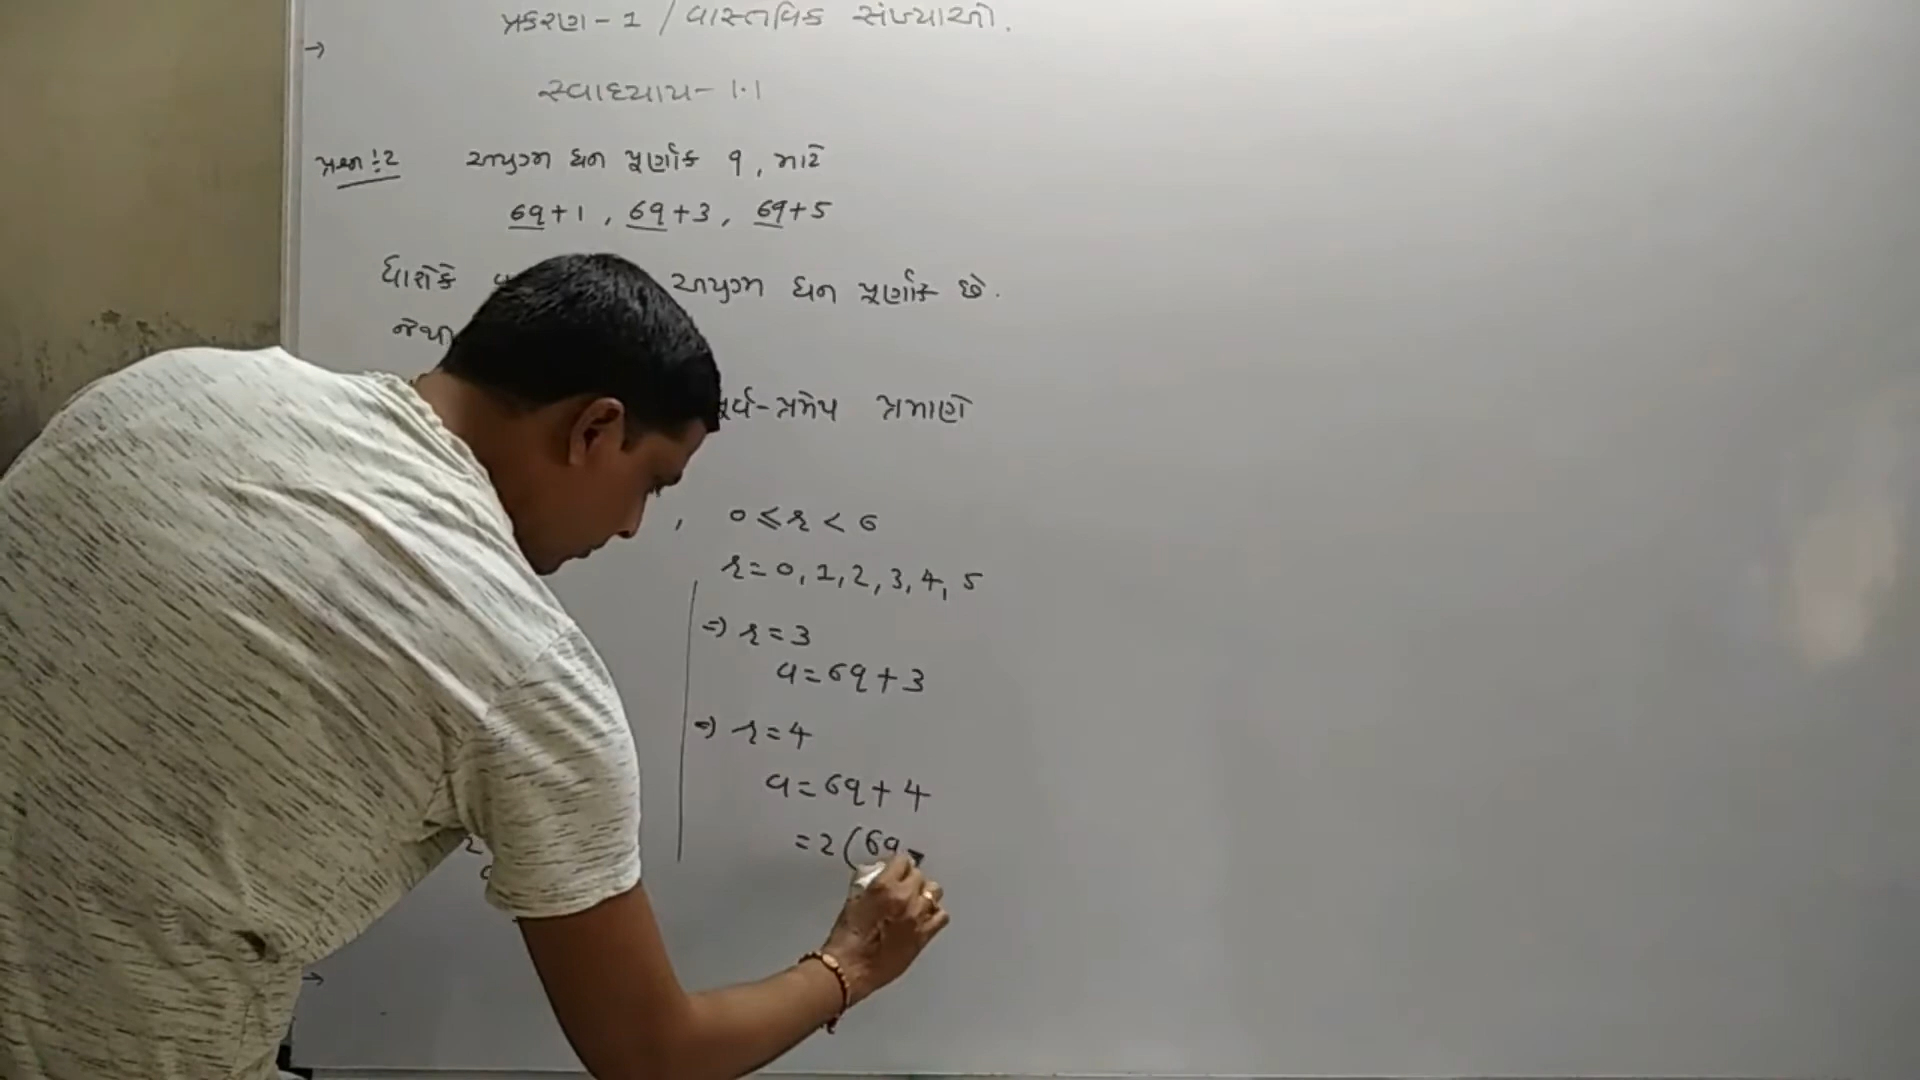 પ્રકરણ - 1 / વાસ્તવિક સંખ્યાઓ.
→
સ્વાધ્યાય - 1.1
પ્રશ્ન : 2 અયુગ્મ ધન પૂર્ણાંક q, માટે
6q+1, 6q+3, 6q+5
ધારોકે અયુગ્મ ધન પૂર્ણાંક છે.
જેથી
પૂર્વ-પ્રમેય પ્રમાણે
, 0 ≤ r < 6
r = 0, 1, 2, 3, 4, 5
⇒ r = 3
a = 6q + 3
⇒ r = 4
a = 6q + 4
= 2 (6q
→